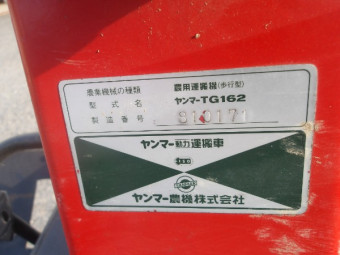 農業機械の種類 農用運搬機(歩行型)
型式名 ヤンマーTG162
製造番号 910171
ヤンマー動力運搬車
ヤンマー農機株式会社